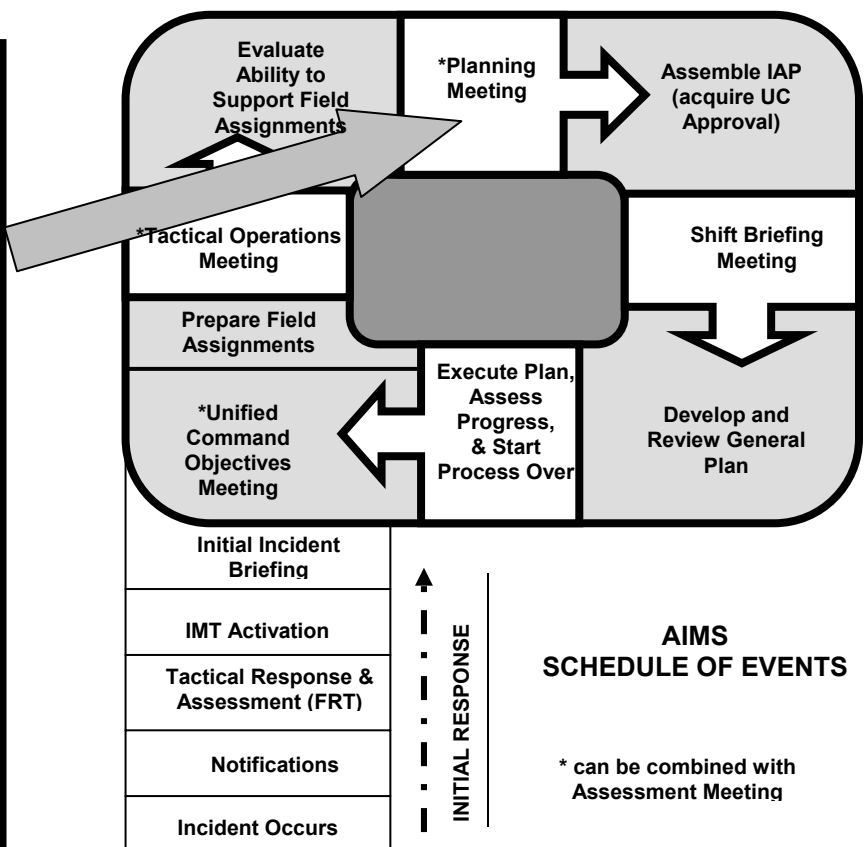 Evaluate
Ability to
Support Field
Assignments
*Planning
Meeting
Assemble IAP
(acquire UC
Approval)
*Tactical Operations
Meeting
Shift Briefing
Meeting
Prepare Field
Assignments
*Unified
Command
Objectives
Meeting
Execute Plan,
Assess
Progress,
& Start
Process Over
Develop and
Review General
Plan
Initial Incident
Briefing
IMT Activation
Tactical Response &
Assessment (FRT)
Notifications
Incident Occurs
INITIAL RESPONSE
AIMS
SCHEDULE OF EVENTS
* can be combined with
Assessment Meeting